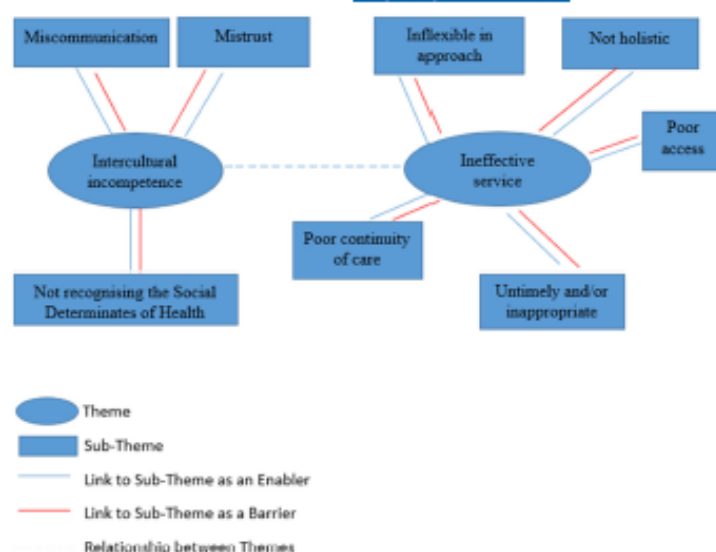 Miscommunication
Mistrust
Inflexible in
approach
Not holistic
Poor
access
Intercultural
incompetence
Ineffective
service
Poor continuity
of care
Not recognising the Social
Determinates of Health
Untimely and/or
inappropriate
Theme
Sub-Theme
Link to Sub-Theme as an Enabler
Link to Sub-Theme as a Barrier
Relationship between Themes